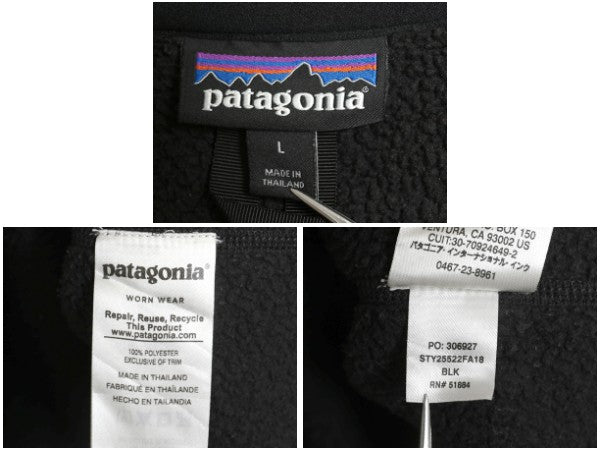 patagonia®
L
MADE IN
THAILAND
patagonia®
WORN WEAR
Repair, Reuse, Recycle
This Product
www.patagonia.com
100% POLYESTER
EXCLUSIVE OF TRIM
MADE IN THAILAND
FABRIQUÉ EN THAÏLANDE
HECHO EN TAILANDIA
BOX 150
VENTURA, CA 93002 US
CUIT:30-70924649-2
パタゴニア・インターナショナル・インク
0467-23-8961
PO: 306927
STY25522FA18
BLK
RN# 51884